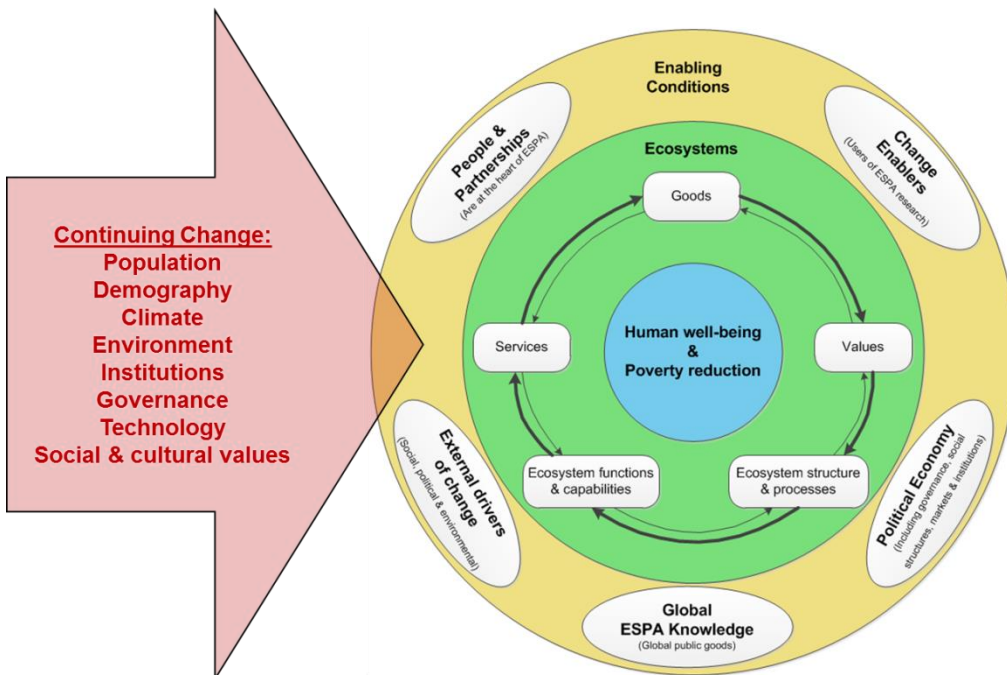 Continuing Change:
Population
Demography
Climate
Environment
Institutions
Governance
Technology
Social & cultural values
Enabling
Conditions
People &
Partnerships
(Are at the heart of ESPA)
Change
Enablers
(Users of ESPA research)
Ecosystems
Goods
Services
Human well-being
&
Poverty reduction
Values
Ecosystem functions
& capabilities
Ecosystem structure
& processes
External drivers
of change
(Social, political & environmental)
Political Economy
(Including governance, social
structures, markets & institutions)
Global
ESPA Knowledge
(Global public goods)